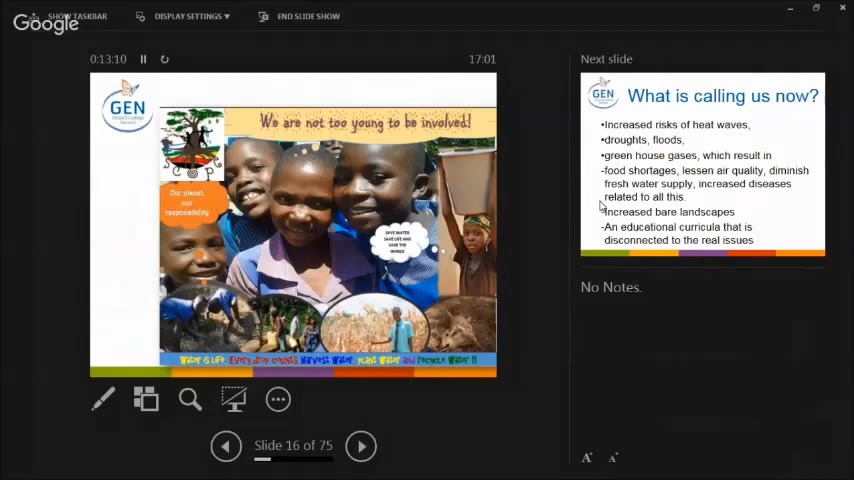 SHOW TASKBAR
DISPLAY SETTINGS ▼
END SLIDE SHOW
Google
0:13:10
17:01
Next slide
GEN
We are not too young to be involved!
Our planet,
our
responsibility
SAVE WATER
SAVE LIFE AND
SAVE THE
WORLD
Water is life, Every drop counts, Harvest Water, plant Water and recycle Water !!
GEN
What is calling us now?
•Increased risks of heat waves,
•droughts, floods,
•green house gases, which result in
-food shortages, lessen air quality, diminish
fresh water supply, increased diseases
related to all this.
-Increased bare landscapes
-An educational curricula that is
disconnected to the real issues
No Notes.
Slide 16 of 75
A
A